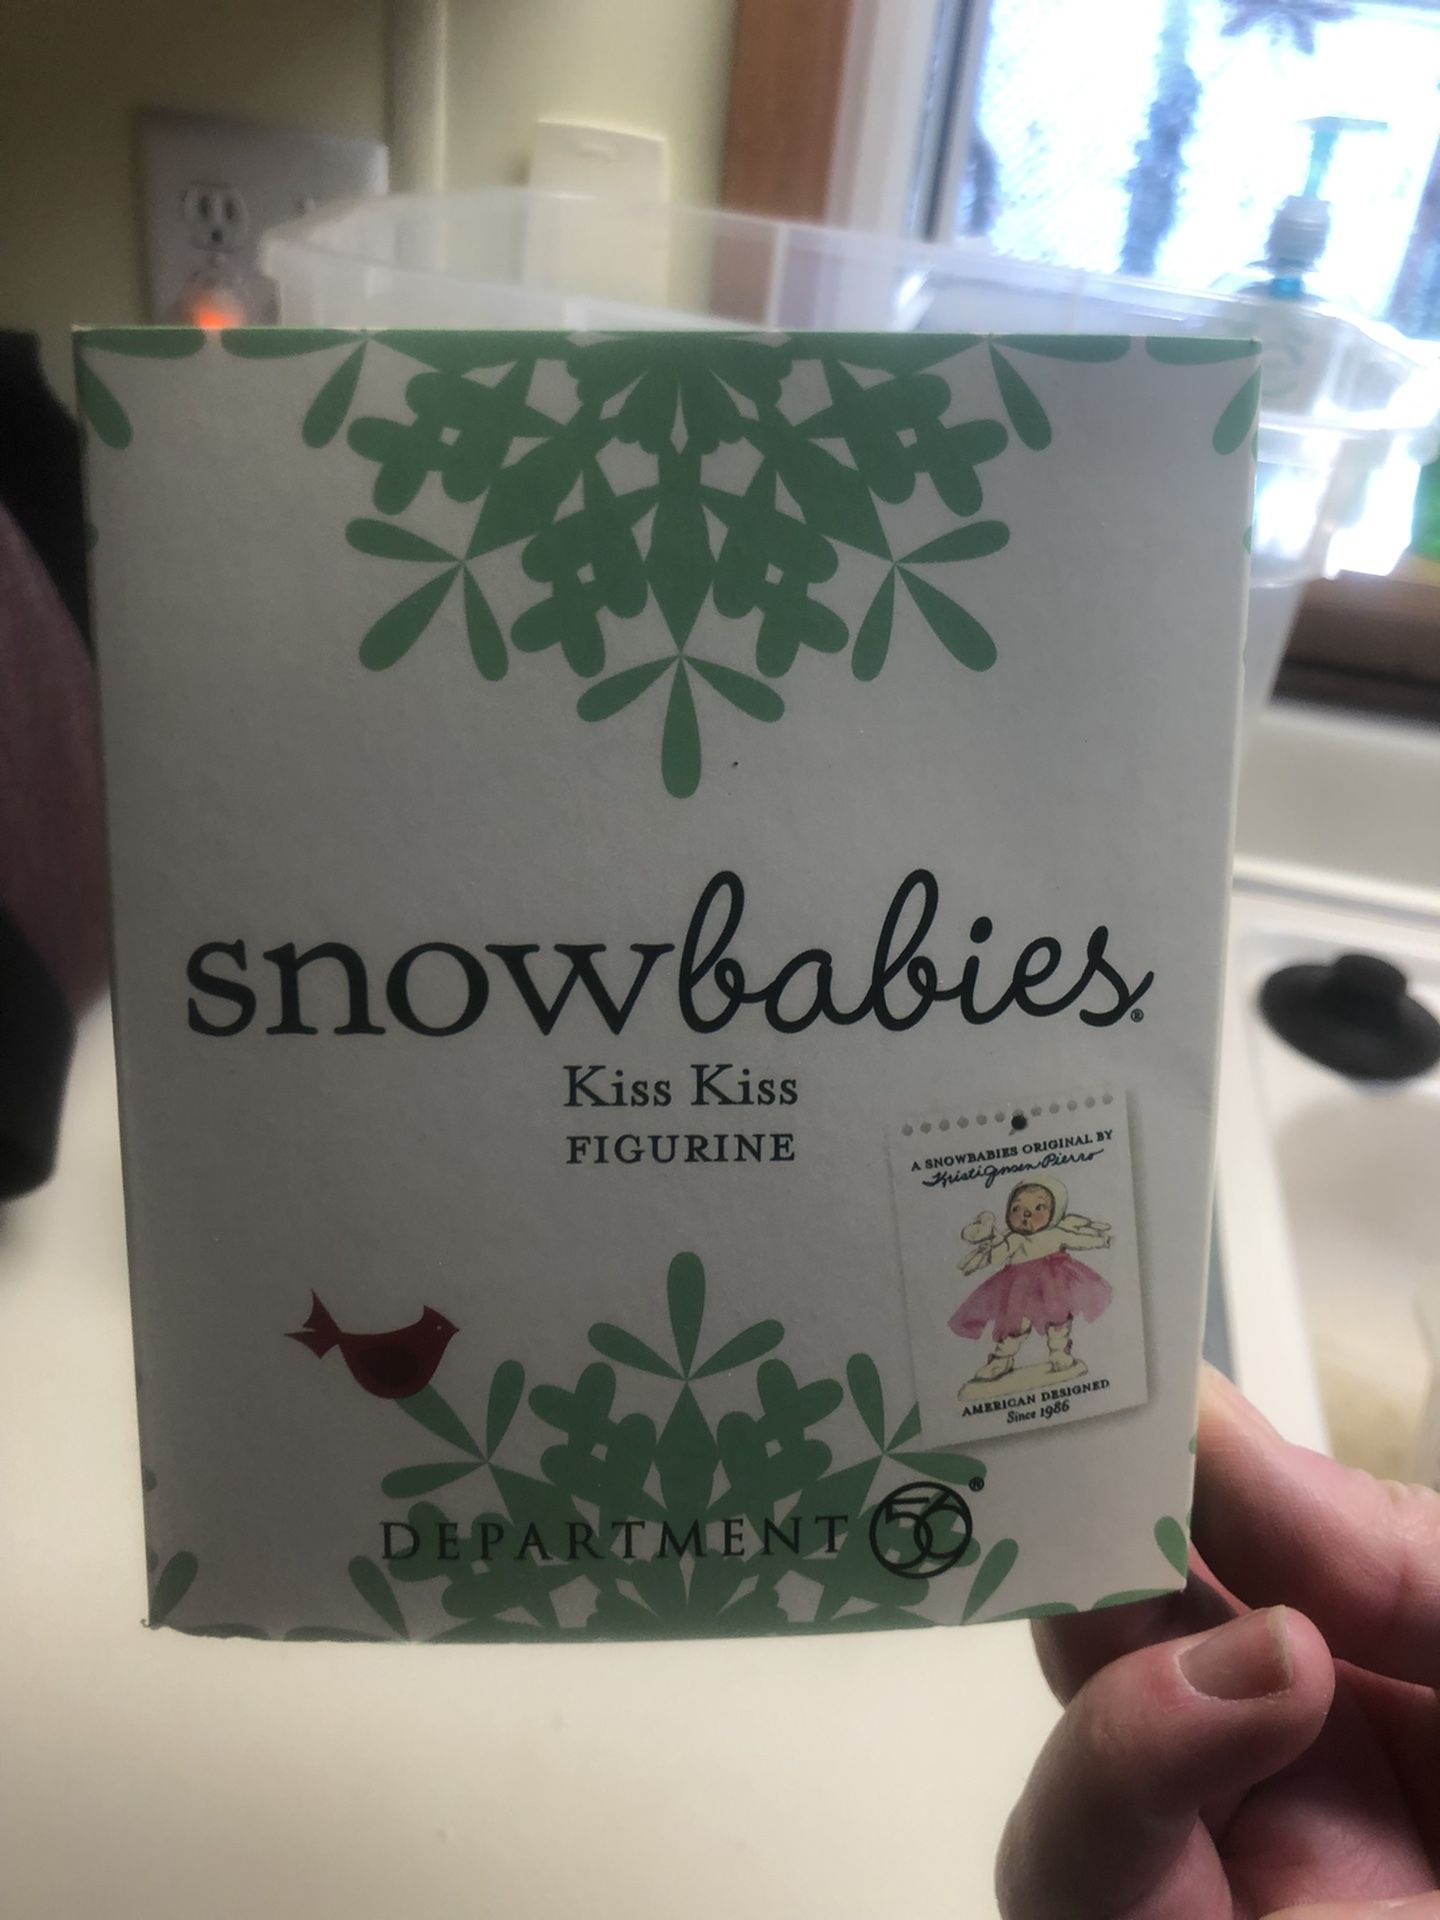 snowbabies®
Kiss Kiss
FIGURINE
A SNOWBABIES ORIGINAL BY
Kristi Jensen Pierro
AMERICAN DESIGNED
Since 1986
DEPARTMENT 56®